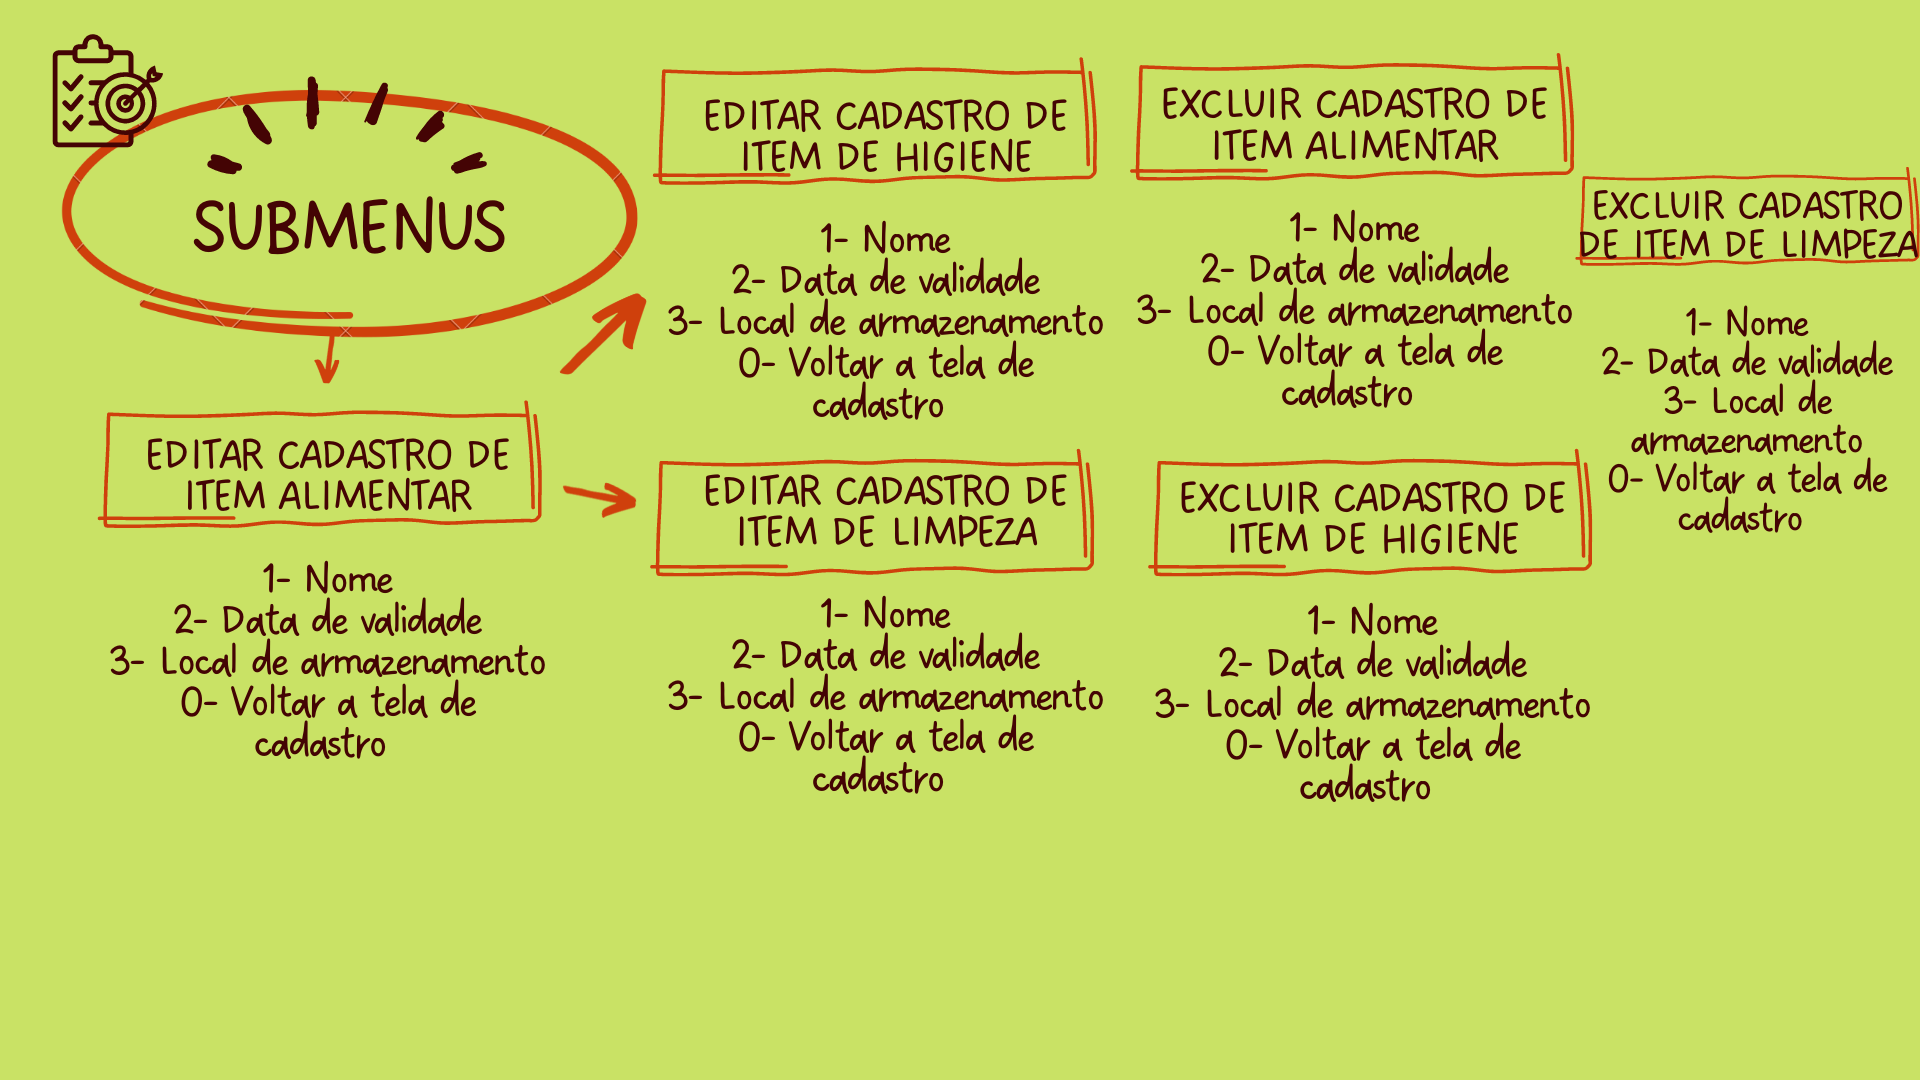 SUBMENUS
EDITAR CADASTRO DE
ITEM ALIMENTAR
1- Nome
2- Data de validade
3- Local de armazenamento
0- Voltar a tela de
cadastro
EDITAR CADASTRO DE
ITEM DE HIGIENE
1- Nome
2- Data de validade
3- Local de armazenamento
0- Voltar a tela de
cadastro
EDITAR CADASTRO DE
ITEM DE LIMPEZA
1- Nome
2- Data de validade
3- Local de armazenamento
0- Voltar a tela de
cadastro
EXCLUIR CADASTRO DE
ITEM ALIMENTAR
1- Nome
2- Data de validade
3- Local de armazenamento
0- Voltar a tela de
cadastro
EXCLUIR CADASTRO DE
ITEM DE HIGIENE
1- Nome
2- Data de validade
3- Local de armazenamento
0- Voltar a tela de
cadastro
EXCLUIR CADASTRO
DE ITEM DE LIMPEZA
1- Nome
2- Data de validade
3- Local de
armazenamento
0- Voltar a tela de
cadastro